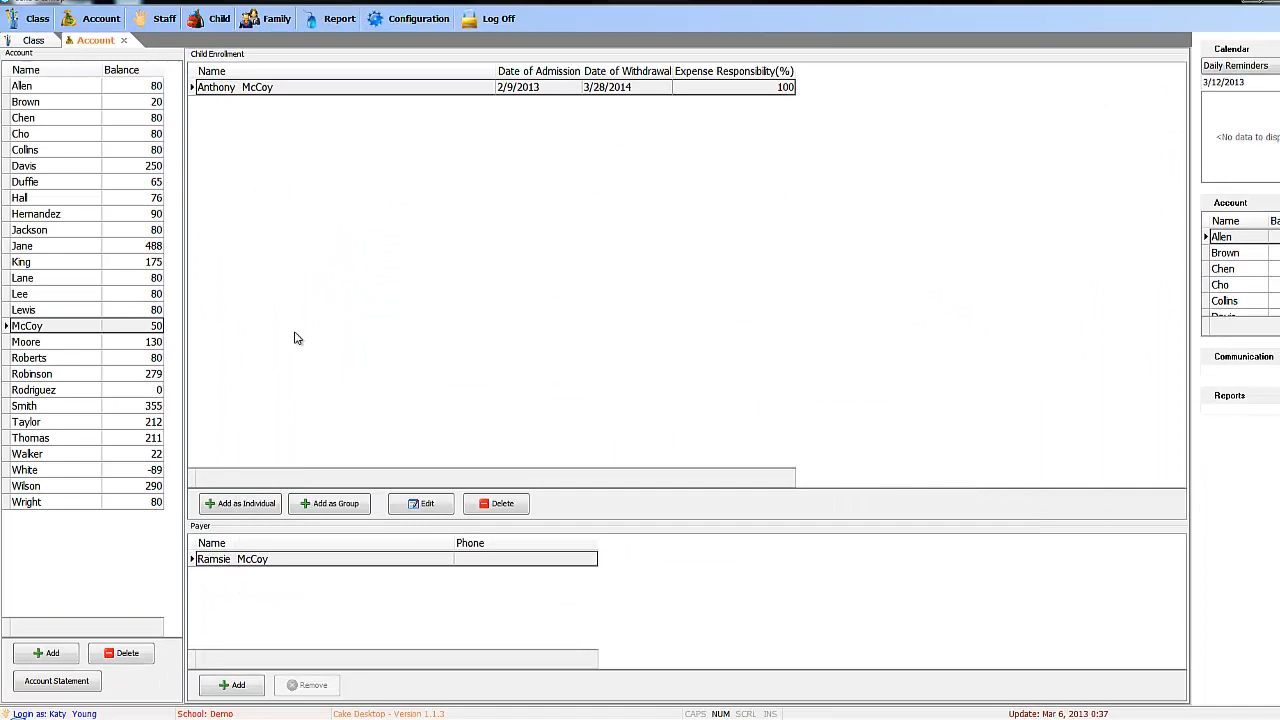 Class Account Staff Child Family Report Configuration Log Off
Class Account
Account
Name Balance
Allen 80
Brown 20
Chen 80
Cho 80
Collins 80
Davis 250
Duffie 65
Hall 76
Hernandez 90
Jackson 80
Jane 488
King 175
Lane 80
Lee 80
Lewis 80
McCoy 50
Moore 130
Roberts 80
Robinson 279
Rodriguez 0
Smith 355
Taylor 212
Thomas 211
Walker 22
White -89
Wilson 290
Wright 80
Add Delete
Account Statement
Child Enrollment
Name Date of Admission Date of Withdrawal Expense Responsibility(%)
Anthony McCoy 2/9/2013 3/28/2014 100
Add as Individual Add as Group Edit Delete
Payer
Name Phone
Ramsie McCoy
Add Remove
Calendar
Daily Reminders
3/12/2013
<No data to disp
Account
Name Ba
Allen
Brown
Chen
Cho
Colins
Communication
Reports
Login as: Katy Young School: Demo Cake Desktop - Version 1.1.3 CAPS NUM SCRL INS Update: Mar 6, 2013 0:37